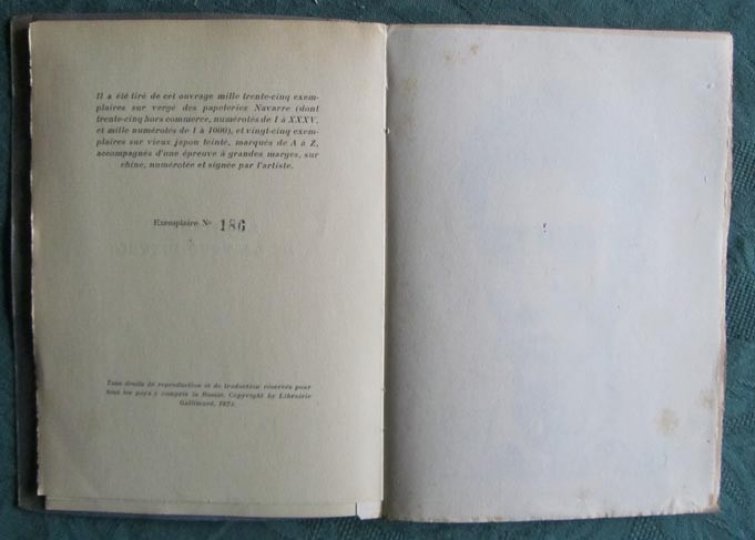 Il a été tiré de cet ouvrage mille trente-cinq exem-
plaires sur vergé des papeteries Navarre (dont
trente-cinq hors commerce, numérotés de I à XXXV,
et mille numérotés de 1 à 1000), et vingt-cinq exem-
plaires sur vieux japon teinté, marqués de A à Z,
accompagnés d'une épreuve à grandes marges, sur
chine, numérotée et signée par l'artiste.
Exemplaire N° 186
Tous droits de reproduction et de traduction réservés pour
tous les pays y compris la Russie. Copyright by Librairie
Gallimard,